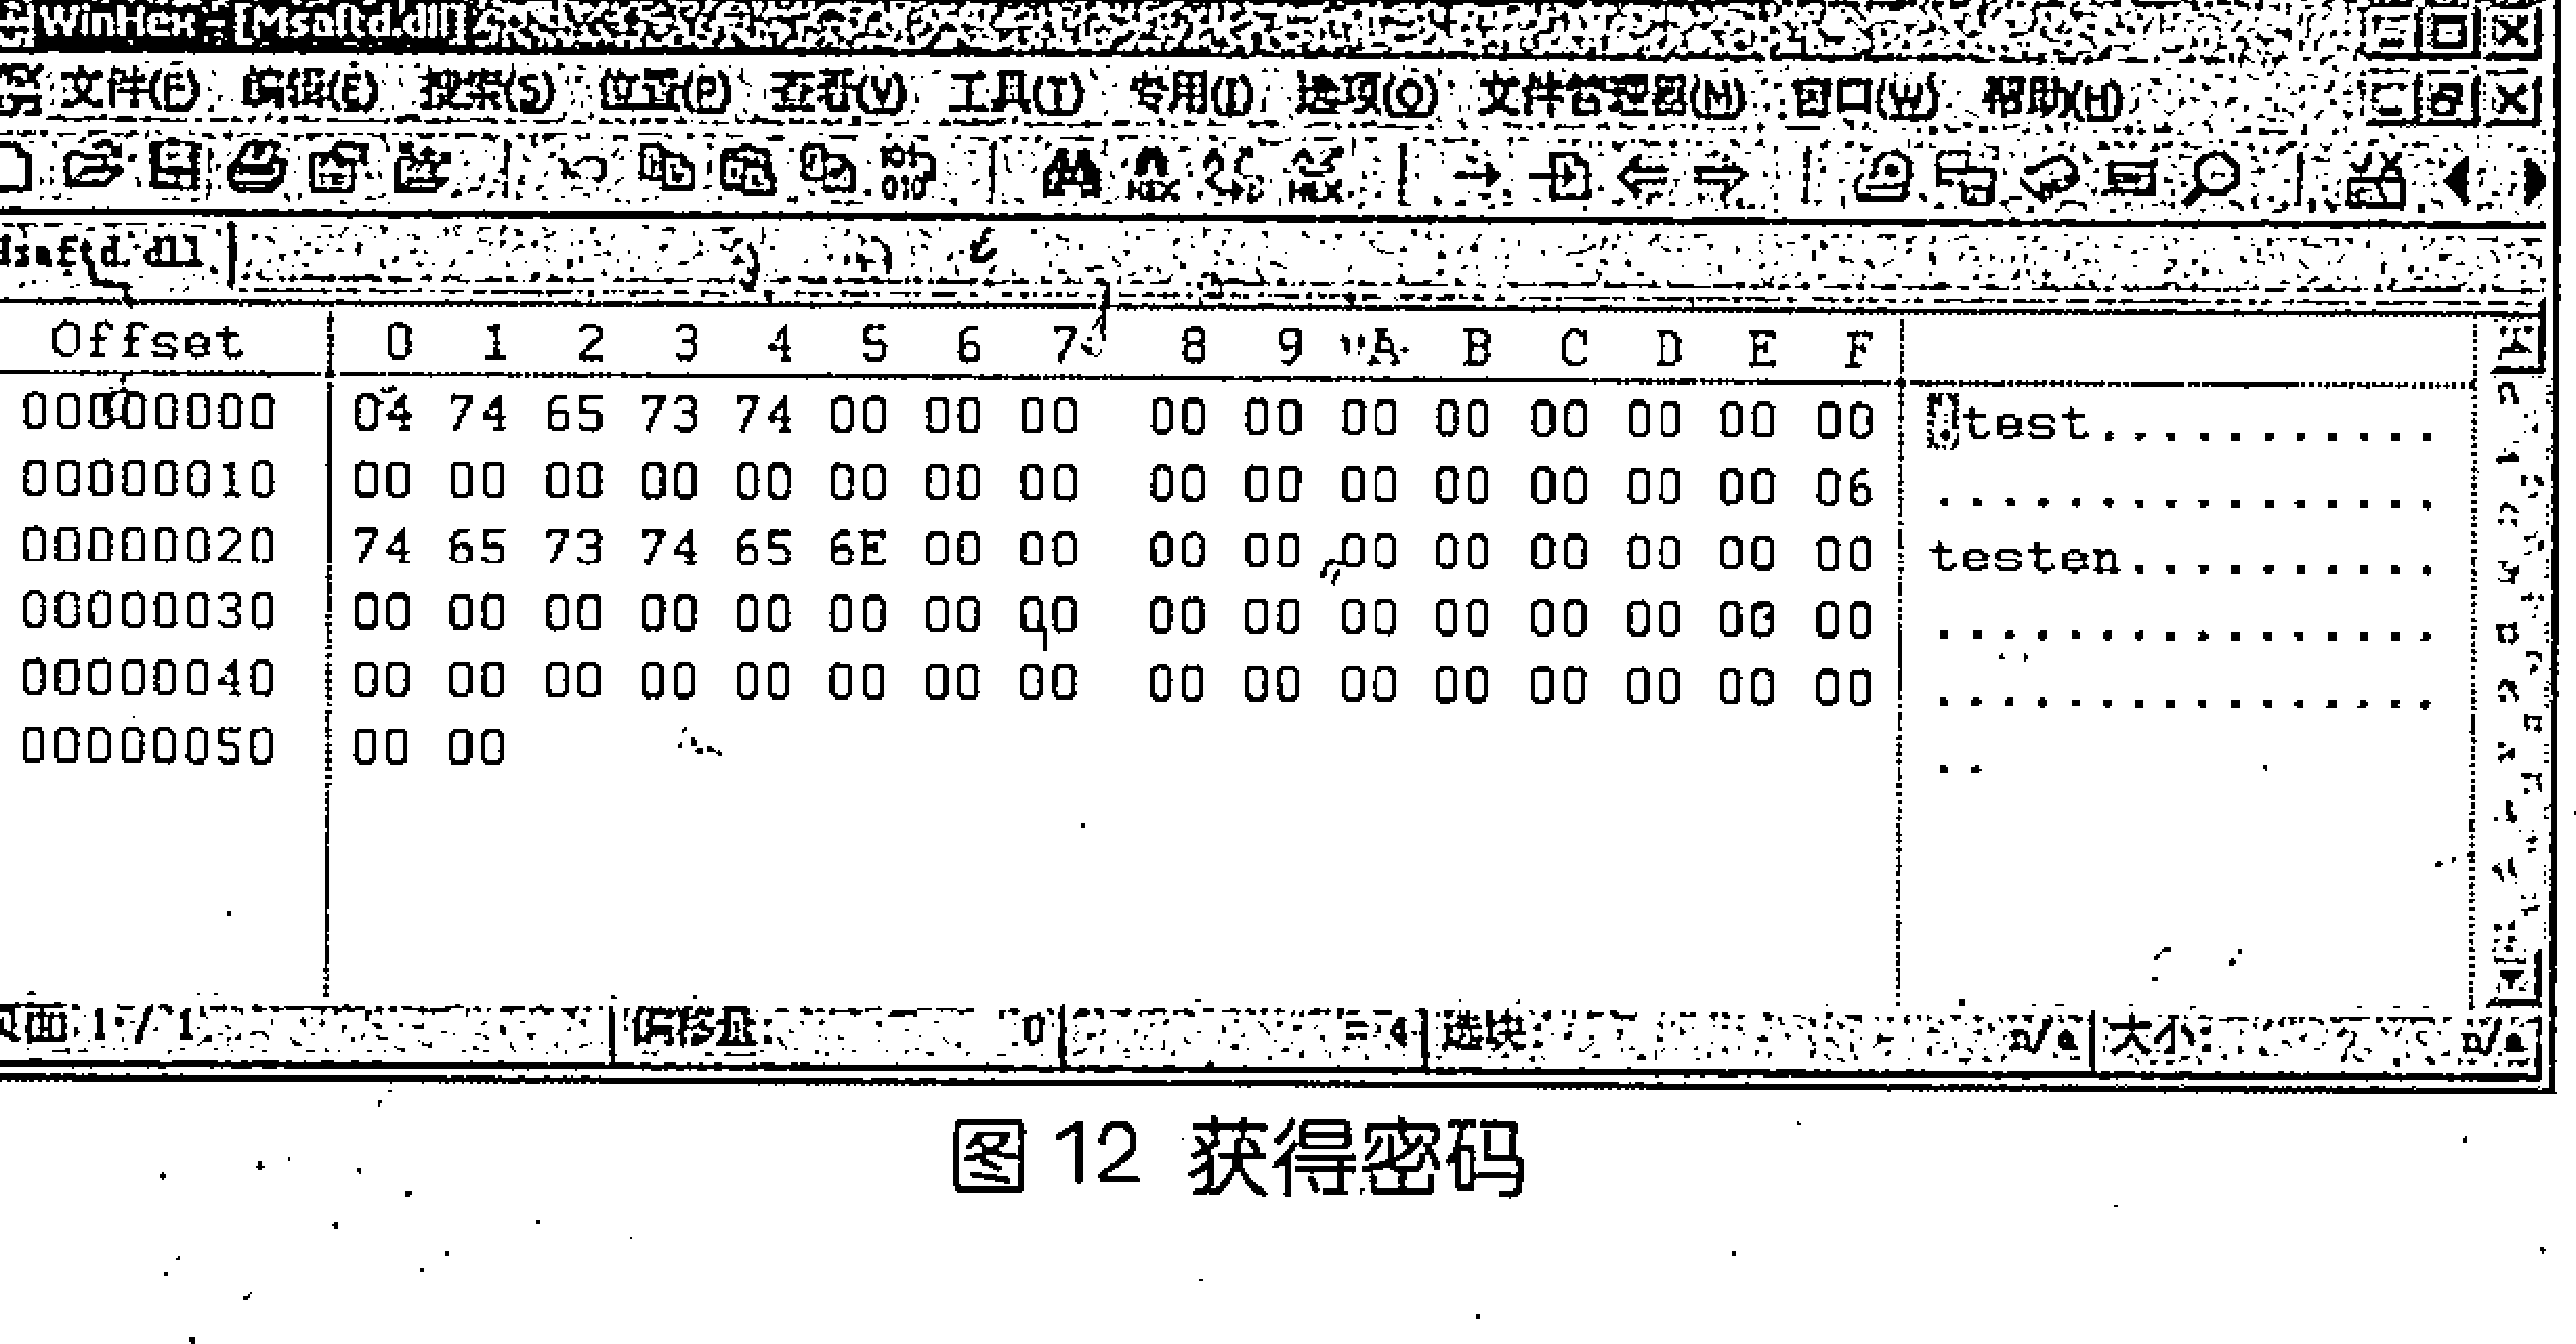 WinHex - [Msaftd.dll]
文件(F) 编辑(E) 搜索(S) 位置(P) 查看(V) 工具(T) 专用(I) 选项(O) 文件管理器(M) 窗口(W) 帮助(H)
saftd.dll
Offset 0 1 2 3 4 5 6 7 8 9 A B C D E F
00000000 04 74 65 73 74 00 00 00 00 00 00 00 00 00 00 00 .test...........
00000010 00 00 00 00 00 00 00 00 00 00 00 00 00 00 00 06 ................
00000020 74 65 73 74 65 6E 00 00 00 00 00 00 00 00 00 00 testen..........
00000030 00 00 00 00 00 00 00 00 00 00 00 00 00 00 00 00 ................
00000040 00 00 00 00 00 00 00 00 00 00 00 00 00 00 00 00 ................
00000050 00 00 ..
页面 1 / 1 偏移量: 0 = 4 选块: n/a 大小: n/a
图 12 获得密码